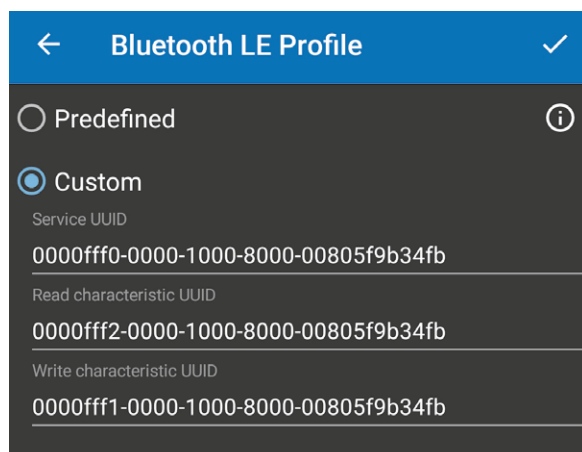 Bluetooth LE Profile
Predefined
Custom
Service UUID
0000fff0-0000-1000-8000-00805f9b34fb
Read characteristic UUID
0000fff2-0000-1000-8000-00805f9b34fb
Write characteristic UUID
0000fff1-0000-1000-8000-00805f9b34fb